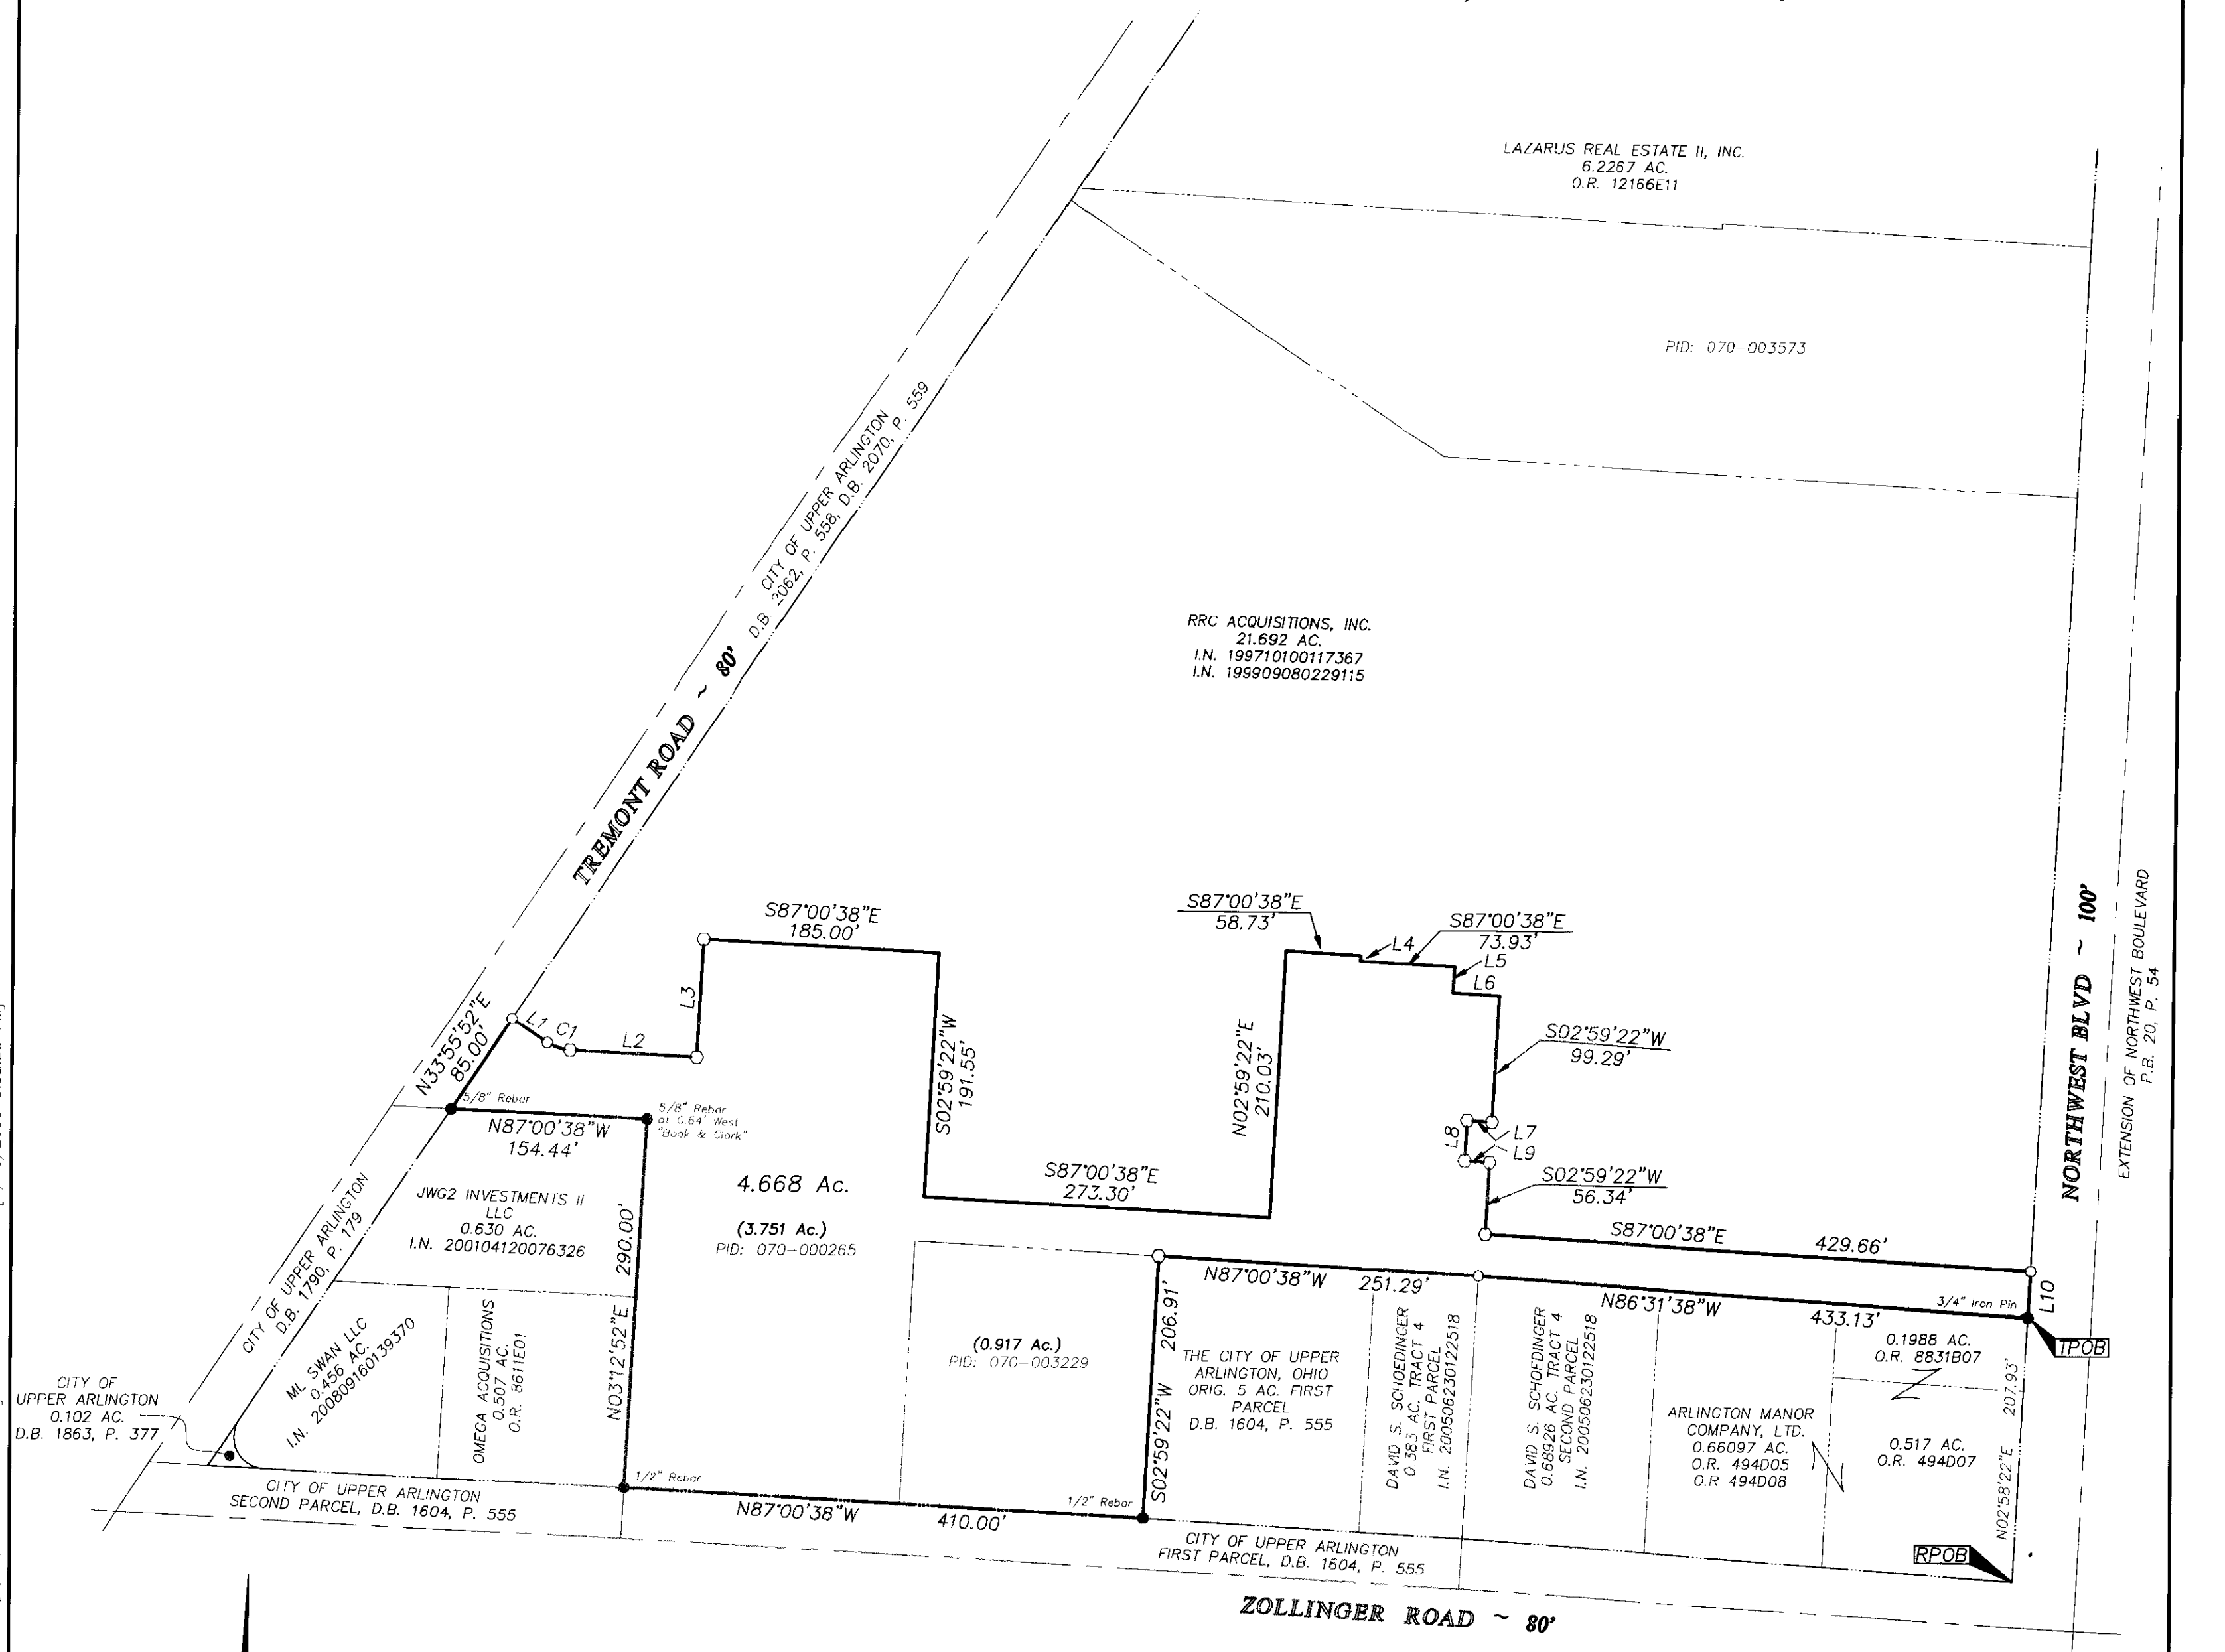 LAZARUS REAL ESTATE II, INC.
6.2267 AC.
O.R. 12166E11
PID: 070-003573
CITY OF UPPER ARLINGTON
D.B. 2062, P. 558, D.B. 2070, P. 559
TREMONT ROAD ~ 80'
RRC ACQUISITIONS, INC.
21.692 AC.
I.N. 199710100117367
I.N. 199909080229115
NORTHWEST BLVD ~ 100'
EXTENSION OF NORTHWEST BOULEVARD
P.B. 20, P. 54
S87°00'38"E
185.00'
S87°00'38"E
58.73'
L4
S87°00'38"E
73.93'
L5
L6
L3
L1
C1
L2
N33°55'52"E
85.00'
S02°59'22"W
191.55'
N02°59'22"E
210.03'
S02°59'22"W
99.29'
L7
L8
L9
S02°59'22"W
56.34'
5/8" Rebar
N87°00'38"W
154.44'
5/8" Rebar
at 0.64' West
"Book & Clark"
4.668 Ac.
(3.751 Ac.)
PID: 070-000265
S87°00'38"E
273.30'
S87°00'38"E 429.66'
L10
3/4" Iron Pin
TPOB
JWG2 INVESTMENTS II
LLC
0.630 AC.
I.N. 200104120076326
CITY OF UPPER ARLINGTON
D.B. 1790, P. 179
N03°12'52"E 290.00'
N87°00'38"W 251.29'
N86°31'38"W 433.13'
ML SWAN LLC
0.456 AC.
I.N. 200809160139370
OMEGA ACQUISITIONS
0.507 AC.
O.R. 8611E01
(0.917 Ac.)
PID: 070-003229
S02°59'22"W 206.91'
THE CITY OF UPPER
ARLINGTON, OHIO
ORIG. 5 AC. FIRST
PARCEL
D.B. 1604, P. 555
DAVID S. SCHOEDINGER
0.383 AC. TRACT 4
FIRST PARCEL
I.N. 200506230122518
DAVID S. SCHOEDINGER
0.68926 AC. TRACT 4
SECOND PARCEL
I.N. 200506230122518
ARLINGTON MANOR
COMPANY, LTD.
0.66097 AC.
O.R. 494D05
O.R 494D08
0.1988 AC.
O.R. 8831B07
0.517 AC.
O.R. 494D07
N02°58'22"E 207.93'
CITY OF
UPPER ARLINGTON
0.102 AC.
D.B. 1863, P. 377
CITY OF UPPER ARLINGTON
SECOND PARCEL, D.B. 1604, P. 555
1/2" Rebar
N87°00'38"W 410.00'
1/2" Rebar
CITY OF UPPER ARLINGTON
FIRST PARCEL, D.B. 1604, P. 555
RPOB
ZOLLINGER ROAD ~ 80'